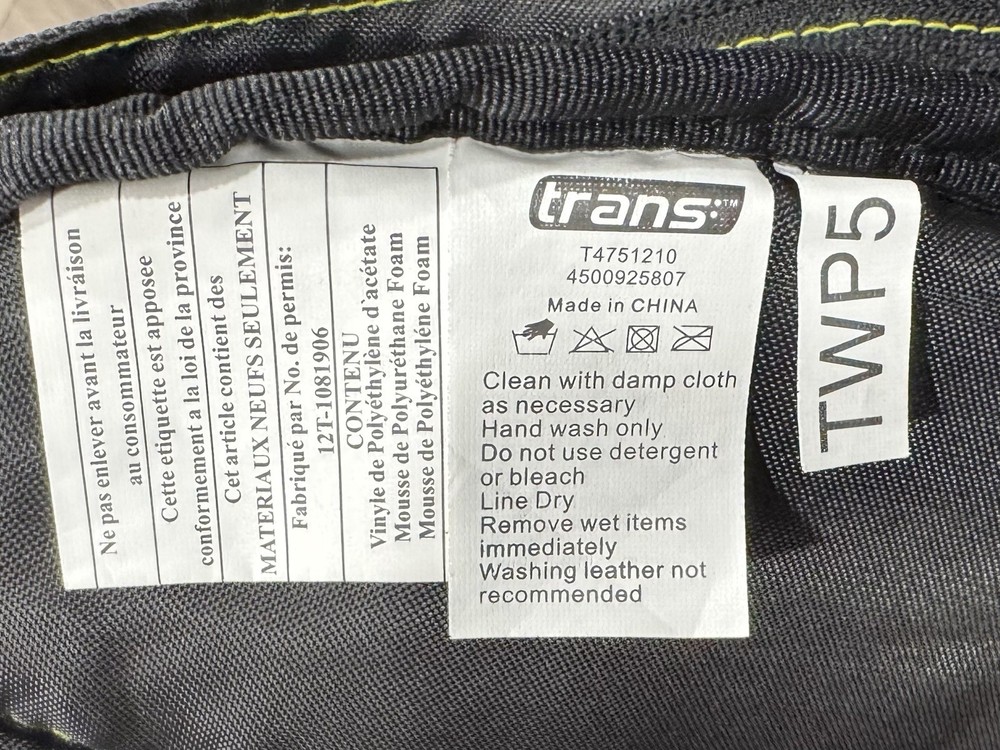 Ne pas enlever avant la livráison
au consommateur
Cette etiquette est apposee
conformement a la loi de la province
Cet article contient des
MATERIAUX NEUFS SEULEMENT
Fabriqué par No. de permis:
12T-1081906
CONTENU
Vinyle de Polyéthylène d`acétate
Mousse de Polyuréthane Foam
Mousse de Polyéthyléne Foam
trans:™
T4751210
4500925807
Made in CHINA
Clean with damp cloth
as necessary
Hand wash only
Do not use detergent
or bleach
Line Dry
Remove wet items
immediately
Washing leather not
recommended
TWP5